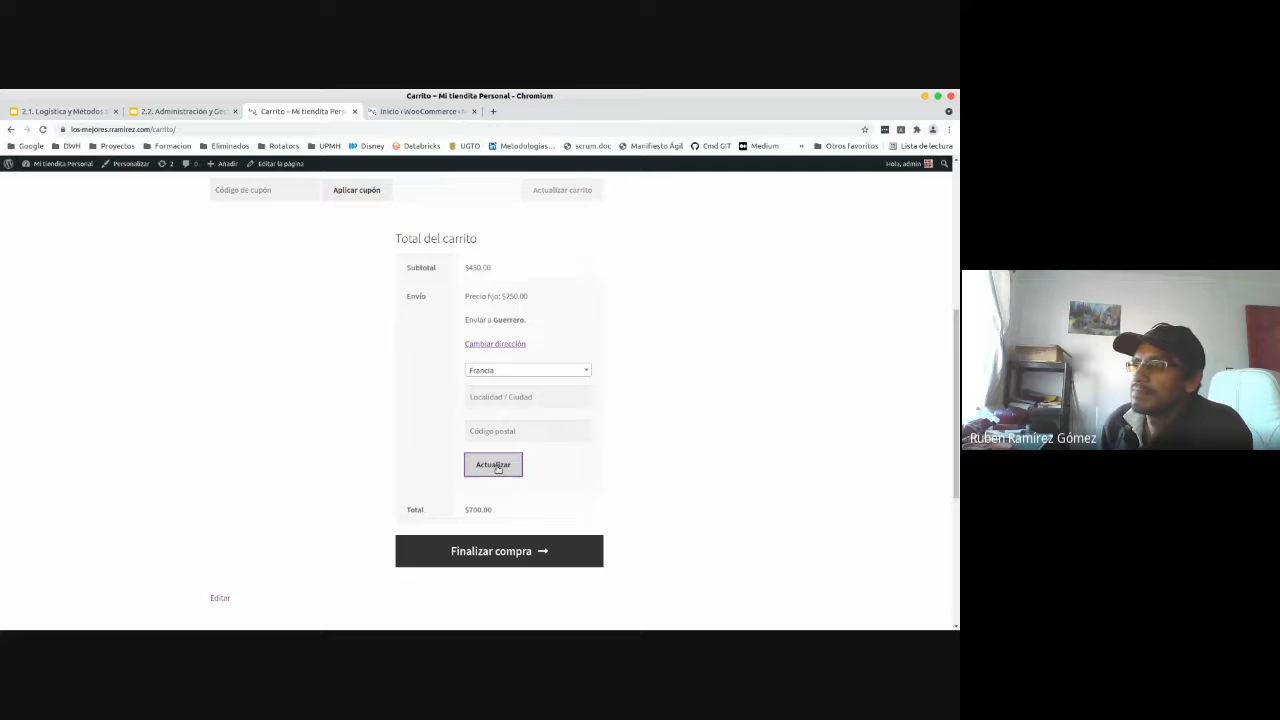 Carrito – Mi tiendita Personal - Chromium
2.1. Logística y Métodos
2.2. Administración y Ges
Carrito – Mi tiendita Pers
Inicio ‹ WooCommerce ‹
los-mejores.rramirez.com/carrito/
Google DWH Proyectos Formacion Eliminados Rotators UPMH Disney Databricks UGTO Metodologías... scrum.doc Manifiesto Ágil Cmd GIT Medium » Otros favoritos Lista de lectura
Mi tiendita Personal Personalizar 2 0 Añadir Editar la página Hola, admin
Código de cupón Aplicar cupón Actualizar carrito
Total del carrito
Subtotal $450.00
Envío Precio fijo: $250.00
Enviar a Guerrero.
Cambiar dirección
Francia
Localidad / Ciudad
Código postal
Actualizar
Total $700.00
Finalizar compra →
Editar
Rubén Ramírez Gómez